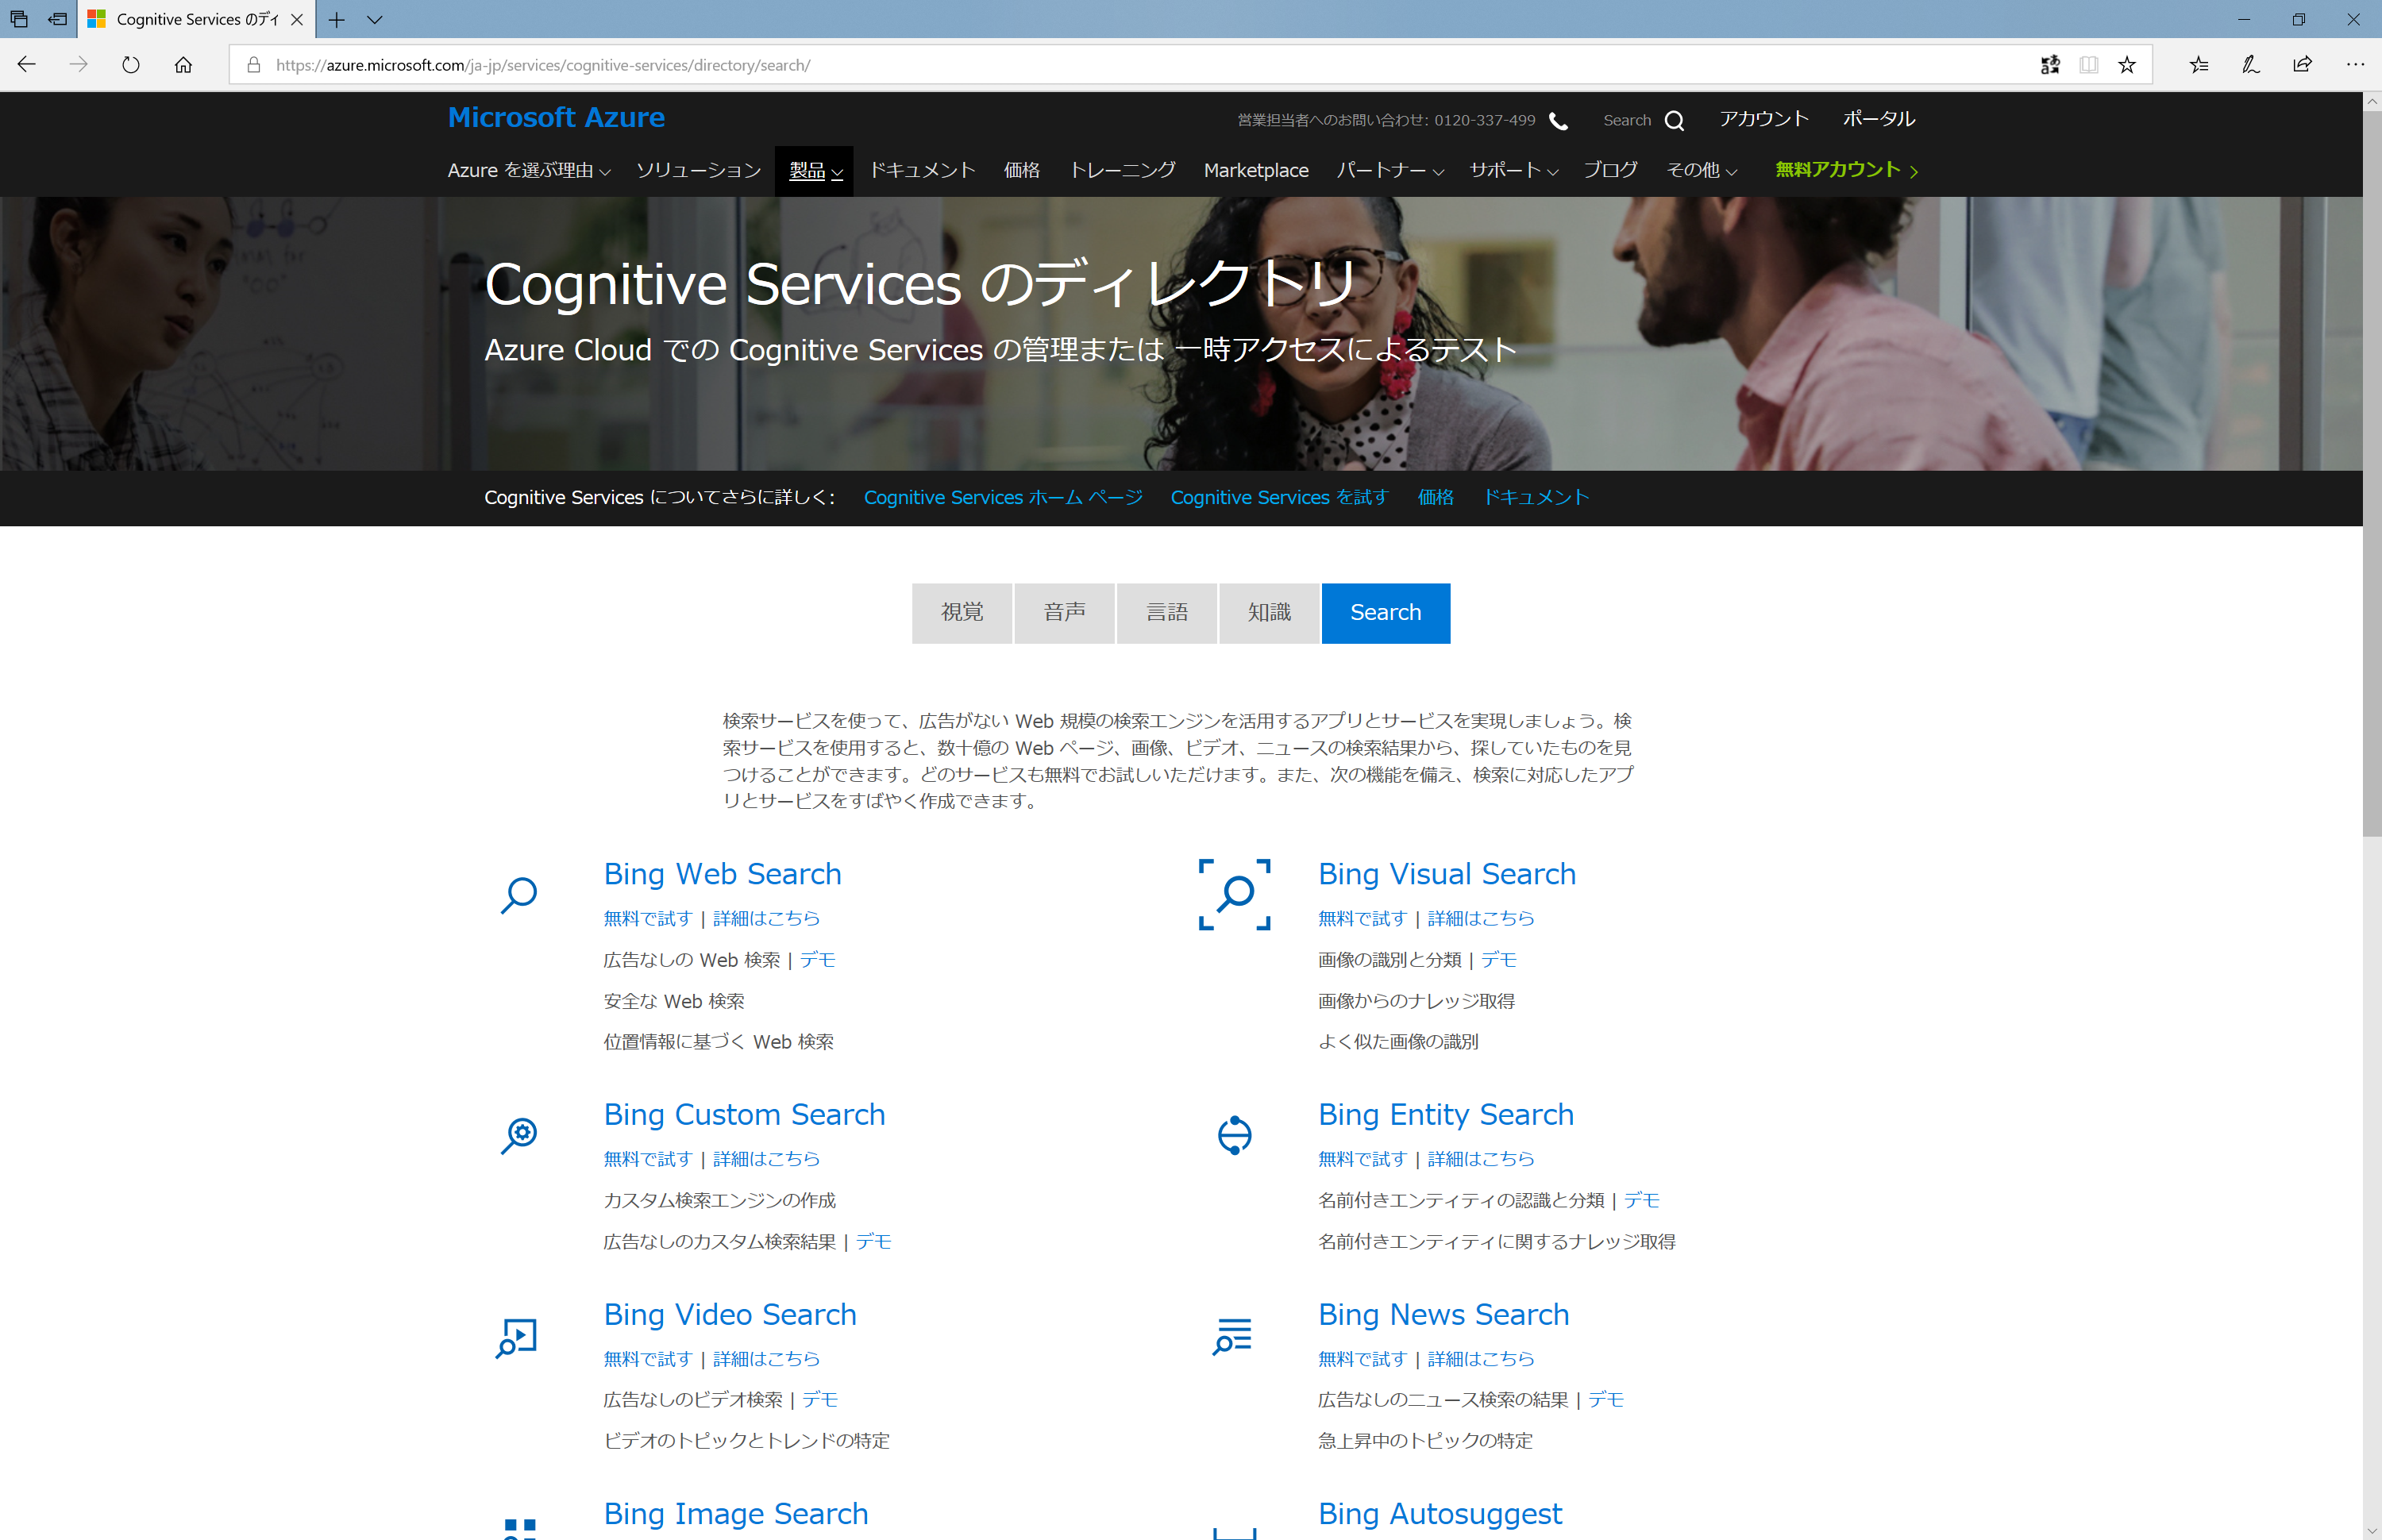 Cognitive Services のディ
https://azure.microsoft.com/ja-jp/services/cognitive-services/directory/search/
Microsoft Azure
営業担当者へのお問い合わせ: 0120-337-499 Search アカウント ポータル
Azure を選ぶ理由 ソリューション 製品 ドキュメント 価格 トレーニング Marketplace パートナー サポート ブログ その他 無料アカウント
Cognitive Services のディレクトリ
Azure Cloud での Cognitive Services の管理または 一時アクセスによるテスト
Cognitive Services についてさらに詳しく: Cognitive Services ホーム ページ Cognitive Services を試す 価格 ドキュメント
視覚 音声 言語 知識 Search
検索サービスを使って、広告がない Web 規模の検索エンジンを活用するアプリとサービスを実現しましょう。検
索サービスを使用すると、数十億の Web ページ、画像、ビデオ、ニュースの検索結果から、探していたものを見
つけることができます。どのサービスも無料でお試しいただけます。また、次の機能を備え、検索に対応したアプ
リとサービスをすばやく作成できます。
Bing Web Search
無料で試す | 詳細はこちら
広告なしの Web 検索 | デモ
安全な Web 検索
位置情報に基づく Web 検索
Bing Visual Search
無料で試す | 詳細はこちら
画像の識別と分類 | デモ
画像からのナレッジ取得
よく似た画像の識別
Bing Custom Search
無料で試す | 詳細はこちら
カスタム検索エンジンの作成
広告なしのカスタム検索結果 | デモ
Bing Entity Search
無料で試す | 詳細はこちら
名前付きエンティティの認識と分類 | デモ
名前付きエンティティに関するナレッジ取得
Bing Video Search
無料で試す | 詳細はこちら
広告なしのビデオ検索 | デモ
ビデオのトピックとトレンドの特定
Bing News Search
無料で試す | 詳細はこちら
広告なしのニュース検索の結果 | デモ
急上昇中のトピックの特定
Bing Image Search
Bing Autosuggest